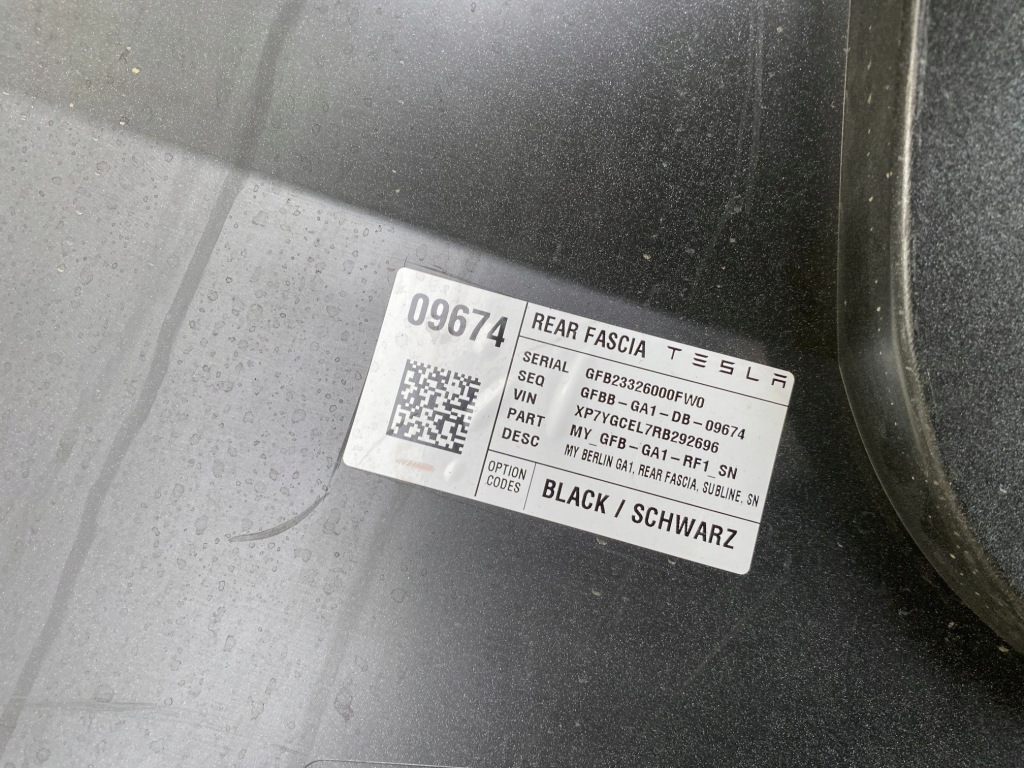 09674
REAR FASCIA TESLA
SERIAL GFB23326000FW0
SEQ GFBB-GA1-DB-09674
VIN XP7YGCEL7RB292696
PART MY_GFB-GA1-RF1_SN
DESC MY BERLIN GA1, REAR FASCIA, SUBLINE, SN
OPTION
CODES
BLACK / SCHWARZ